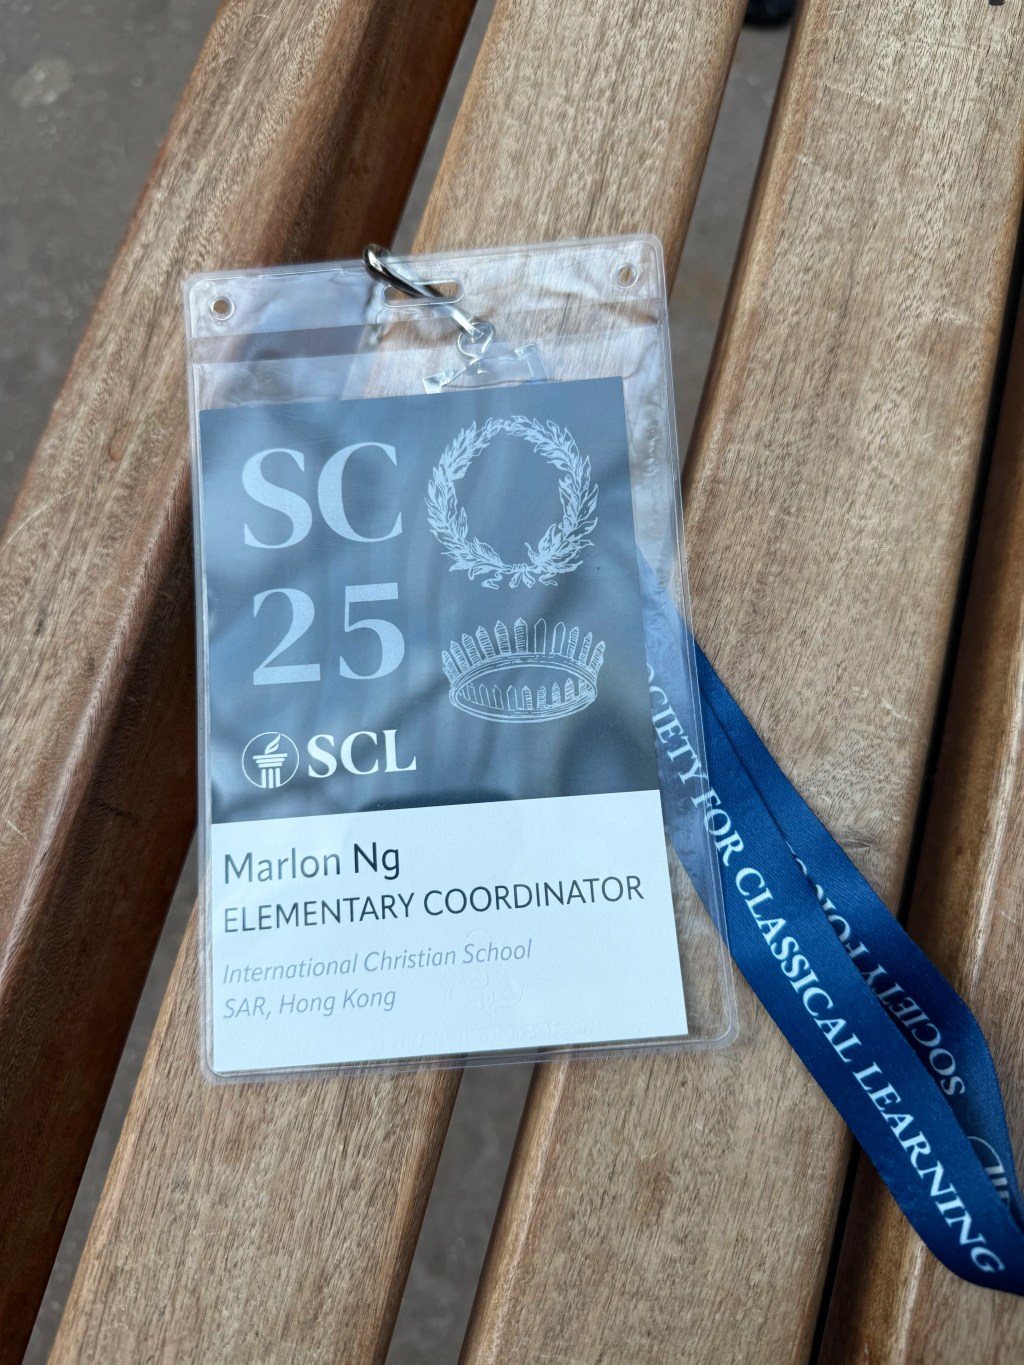 SC
25
SCL
Marlon Ng
ELEMENTARY COORDINATOR
International Christian School
SAR, Hong Kong
SOCIETY FOR CLASSICAL LEARNING
SOCIETY FOR